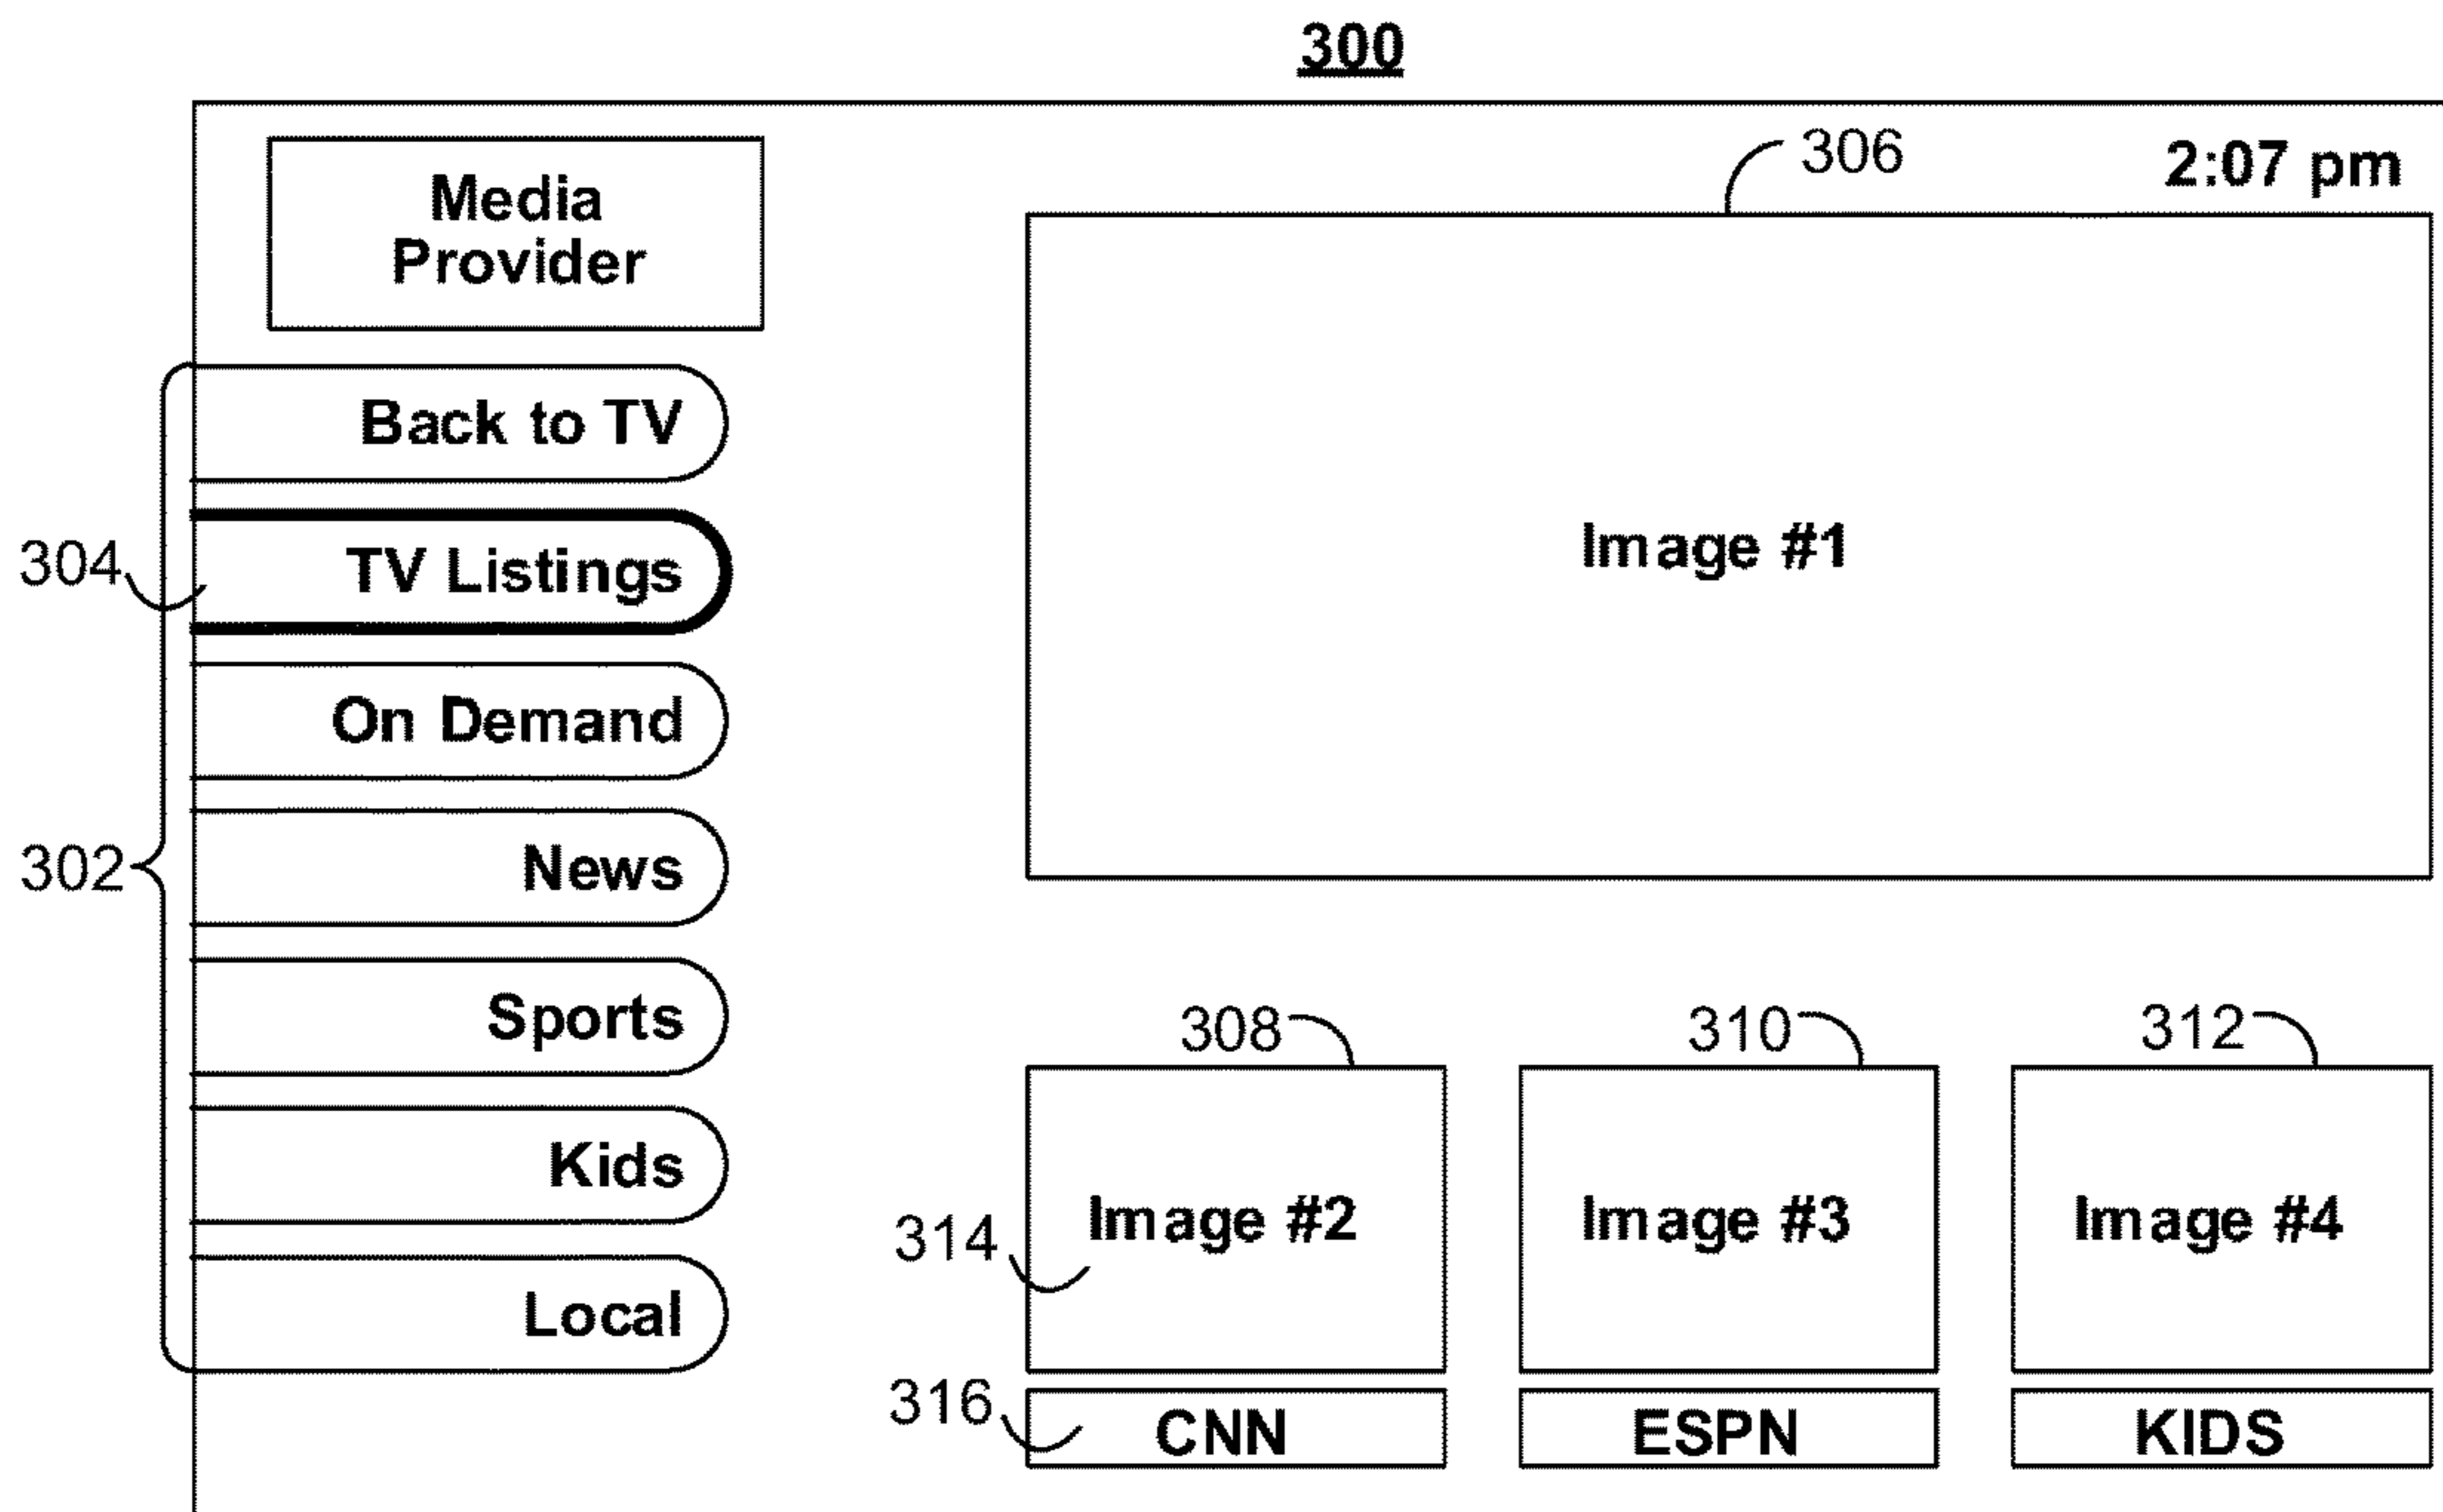 300
306
2:07 pm
Media
Provider
Back to TV
304
TV Listings
Image #1
On Demand
302
News
Sports
308
310
312
Kids
314
Image #2
Image #3
Image #4
Local
316
CNN
ESPN
KIDS